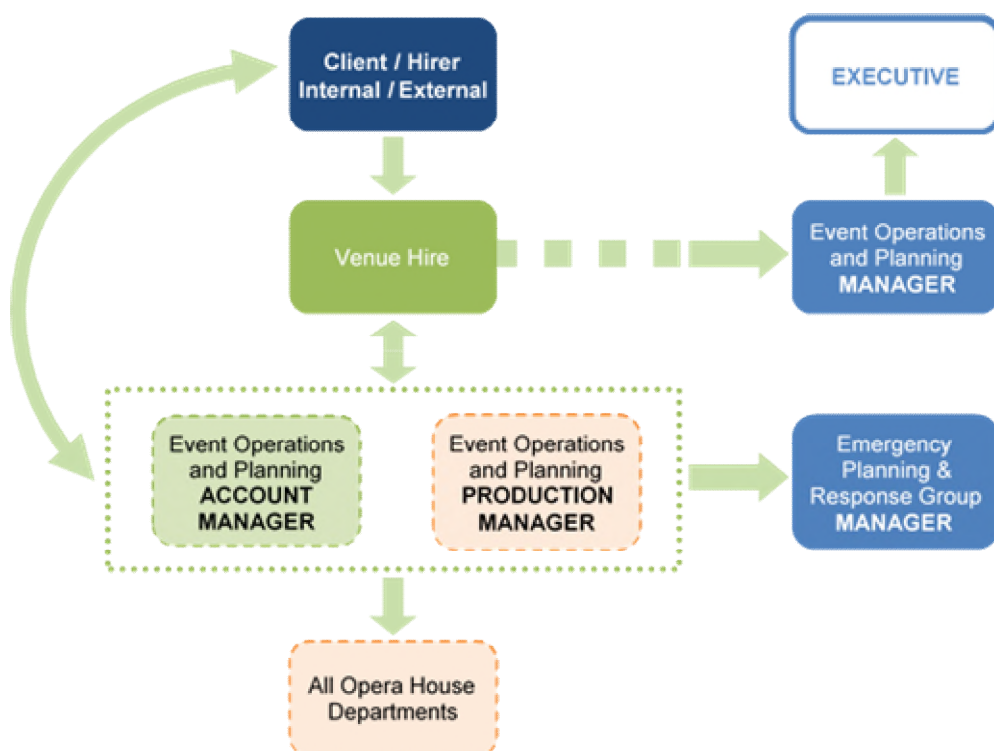 Client / Hirer
Internal / External
EXECUTIVE
Venue Hire
Event Operations
and Planning
MANAGER
Event Operations
and Planning
ACCOUNT
MANAGER
Event Operations
and Planning
PRODUCTION
MANAGER
Emergency
Planning &
Response Group
MANAGER
All Opera House
Departments